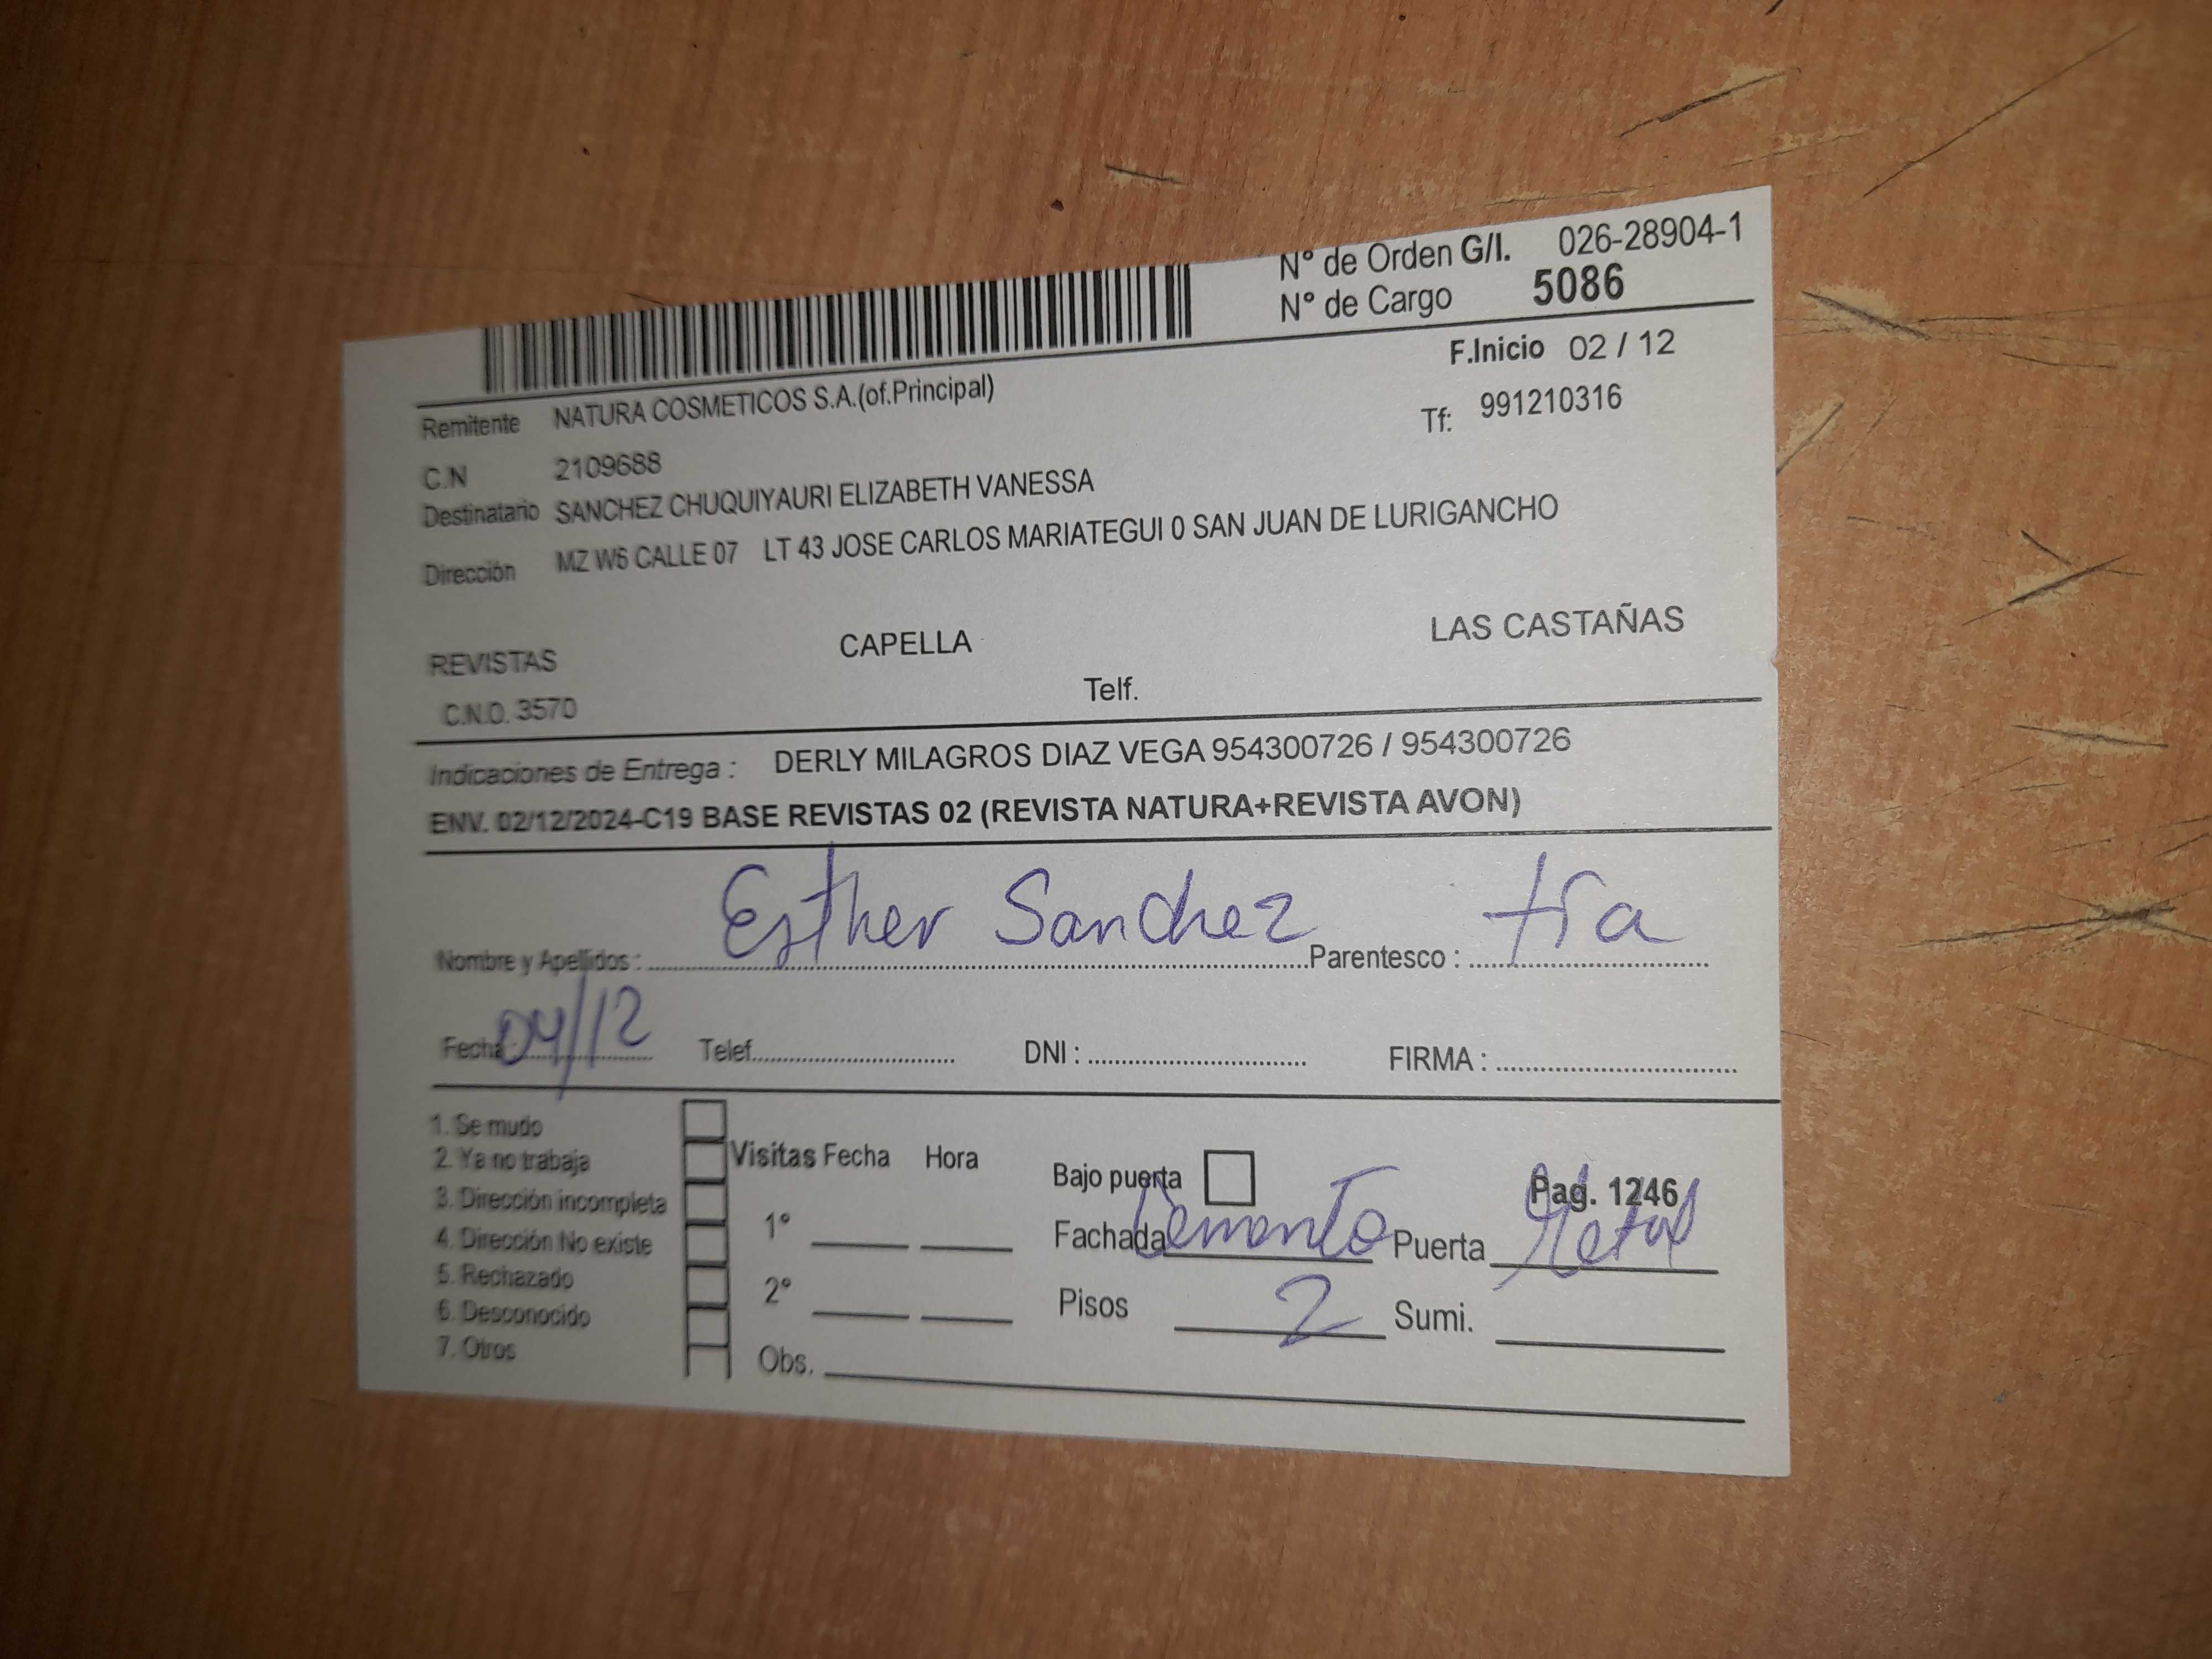 N° de Orden G/I. 026-28904-1
N° de Cargo 5086
F.Inicio 02 / 12
Remitente NATURA COSMETICOS S.A.(of.Principal)
Tf: 991210316
C.N 2109688
Destinatario SANCHEZ CHUQUIYAURI ELIZABETH VANESSA
Dirección MZ W6 CALLE 07 LT 43 JOSE CARLOS MARIATEGUI 0 SAN JUAN DE LURIGANCHO
REVISTAS CAPELLA LAS CASTAÑAS
C.N.O. 3570 Telf.
Indicaciones de Entrega : DERLY MILAGROS DIAZ VEGA 954300726 / 954300726
ENV. 02/12/2024-C19 BASE REVISTAS 02 (REVISTA NATURA+REVISTA AVON)
Nombre y Apellidos : Esther Sanchez Parentesco : tía
Fecha : 04/12 Telef. DNI : FIRMA :
1. Se mudo
2. Ya no trabaja
3. Dirección incompleta
4. Dirección No existe
5. Rechazado
6. Desconocido
7. Otros
Visitas Fecha Hora
1°
2°
Obs.
Bajo puerta Pag. 1246
Fachada Cemento Puerta Metal
Pisos 2 Sumi.